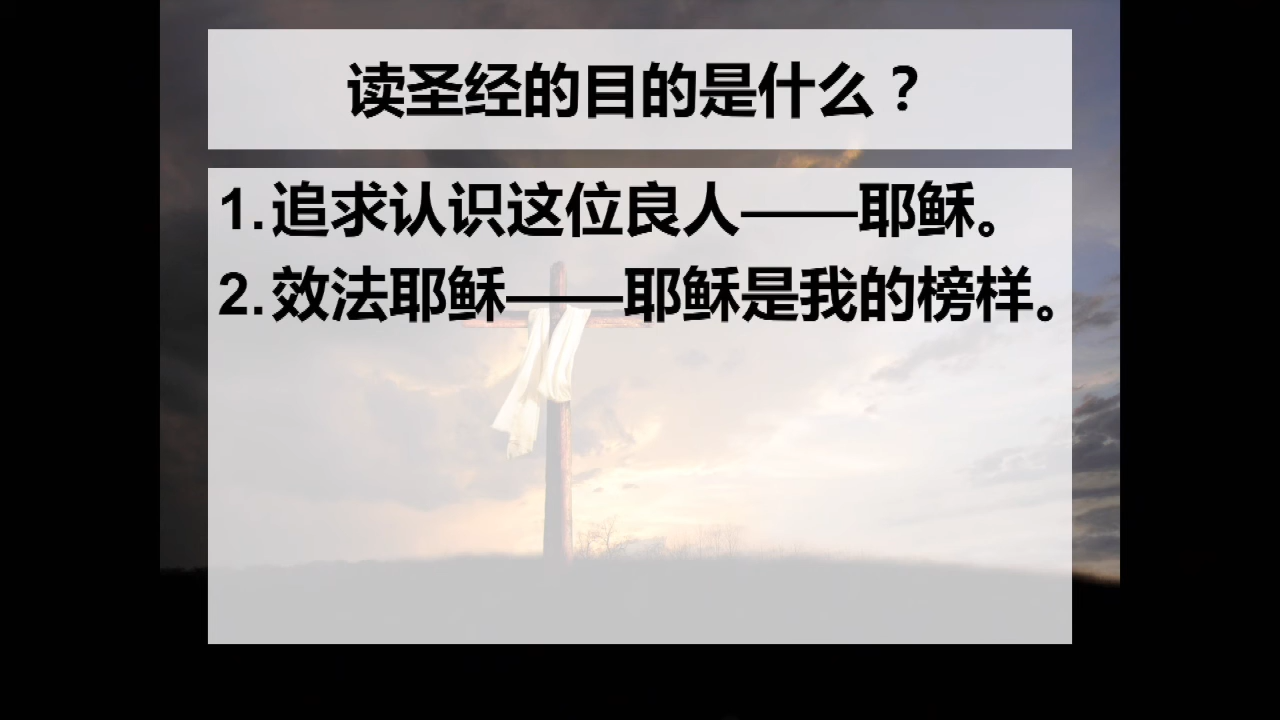 读圣经的目的是什么？
1.追求认识这位良人——耶稣。
2.效法耶稣——耶稣是我的榜样。